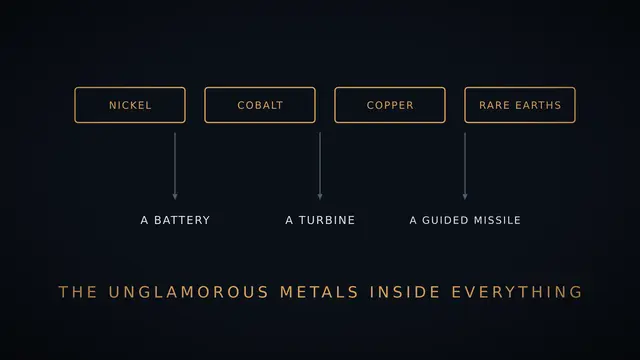 NICKEL COBALT COPPER RARE EARTHS
A BATTERY A TURBINE A GUIDED MISSILE
THE UNGLAMOROUS METALS INSIDE EVERYTHING